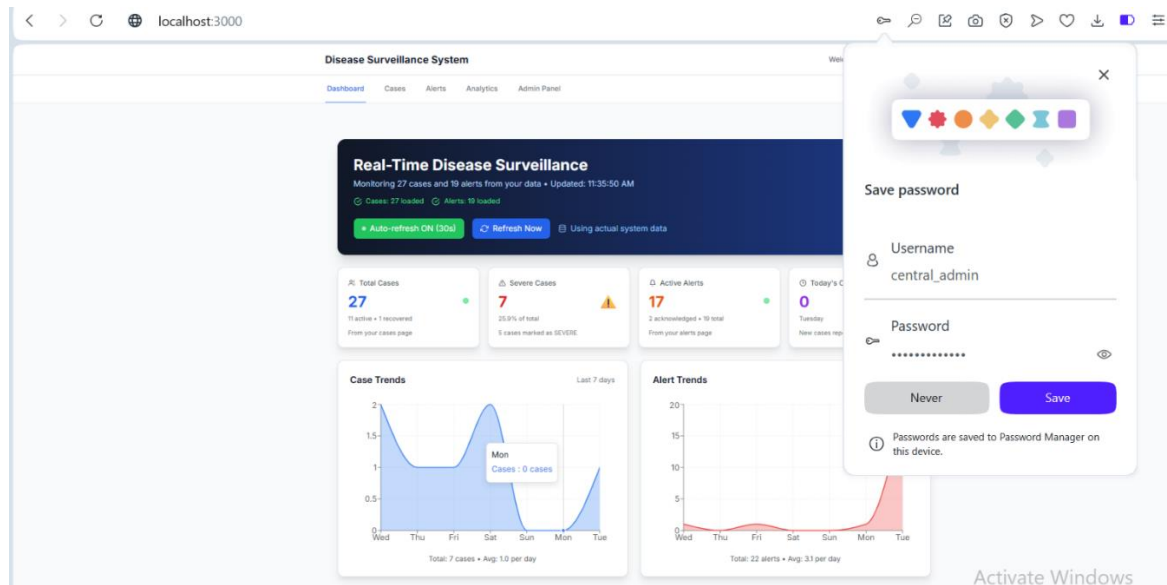 localhost:3000
Disease Surveillance System
Dashboard Cases Alerts Analytics Admin Panel
Real-Time Disease Surveillance
Monitoring 27 cases and 19 alerts from your data • Updated: 11:35:50 AM
Cases: 27 loaded Alerts: 19 loaded
Auto-refresh ON (30s) Refresh Now Using actual system data
Total Cases
27
11 active • 1 recovered
From your cases page
Severe Cases
7
25.9% of total
5 cases marked as SEVERE
Active Alerts
17
2 acknowledged • 19 total
From your alerts page
Today's C
0
Tuesday
New cases rep
Case Trends Last 7 days
2
1.5
1
0.5
0
Wed Thu Fri Sat Sun Mon Tue
Mon
Cases : 0 cases
Total: 7 cases • Avg: 1.0 per day
Alert Trends
20
15
10
5
0
Wed Thu Fri Sat Sun Mon Tue
Total: 22 alerts • Avg: 3.1 per day
Save password
Username
central_admin
Password
•••••••••••••
Never Save
Passwords are saved to Password Manager on
this device.
Activate Windows